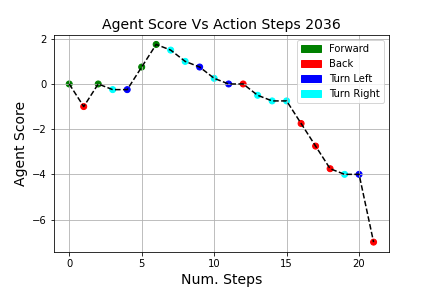 Agent Score Vs Action Steps 2036
Forward
Back
Turn Left
Turn Right
2
0
−2
−4
−6
Agent Score
0 5 10 15 20
Num. Steps